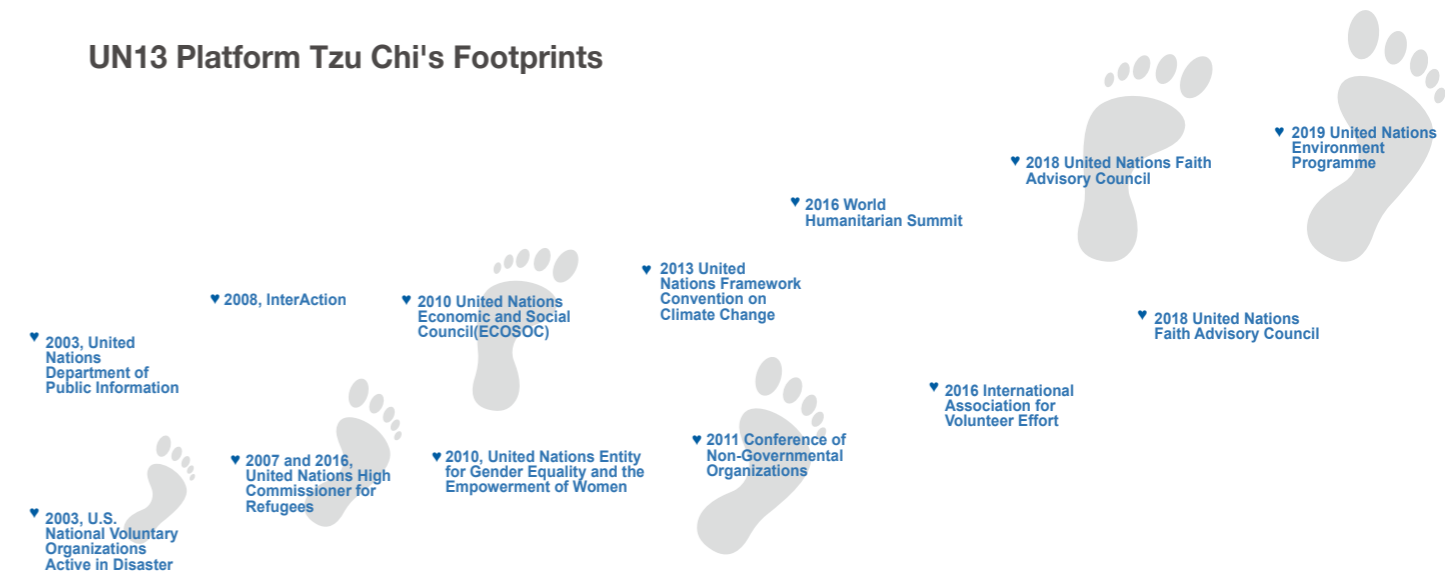 UN13 Platform Tzu Chi's Footprints
2003, United
Nations
Department of
Public Information
2003, U.S.
National Voluntary
Organizations
Active in Disaster
2008, InterAction
2007 and 2016,
United Nations High
Commissioner for
Refugees
2010 United Nations
Economic and Social
Council(ECOSOC)
2010, United Nations Entity
for Gender Equality and the
Empowerment of Women
2013 United
Nations Framework
Convention on
Climate Change
2011 Conference of
Non-Governmental
Organizations
2016 World
Humanitarian Summit
2016 International
Association for
Volunteer Effort
2018 United Nations Faith
Advisory Council
2018 United Nations
Faith Advisory Council
2019 United Nations
Environment
Programme